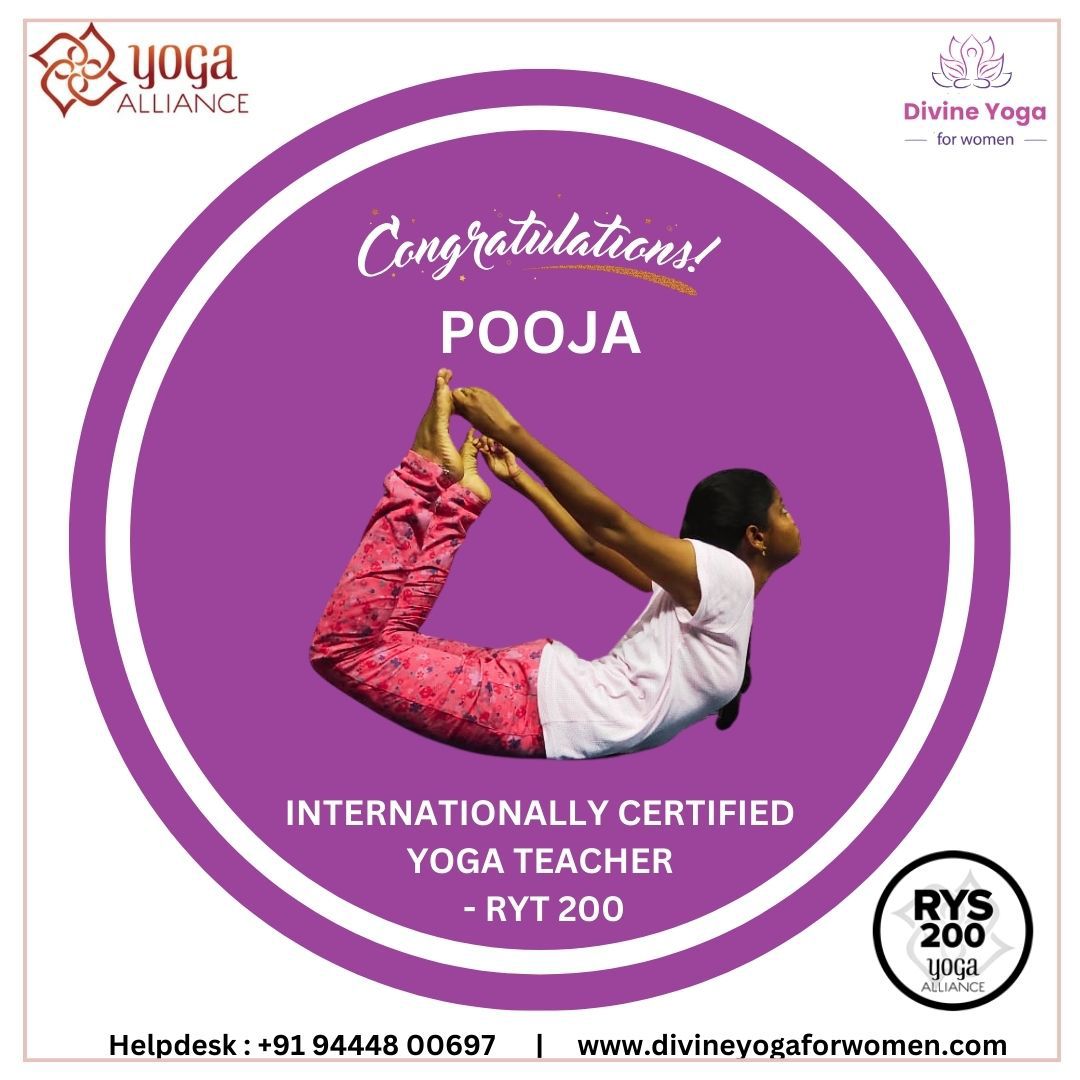 yoga
ALLIANCE
Divine Yoga
for women
Congratulations!
POOJA
INTERNATIONALLY CERTIFIED
YOGA TEACHER
- RYT 200
RYS
200
yoga
ALLIANCE
Helpdesk : +91 94448 00697 | www.divineyogaforwomen.com